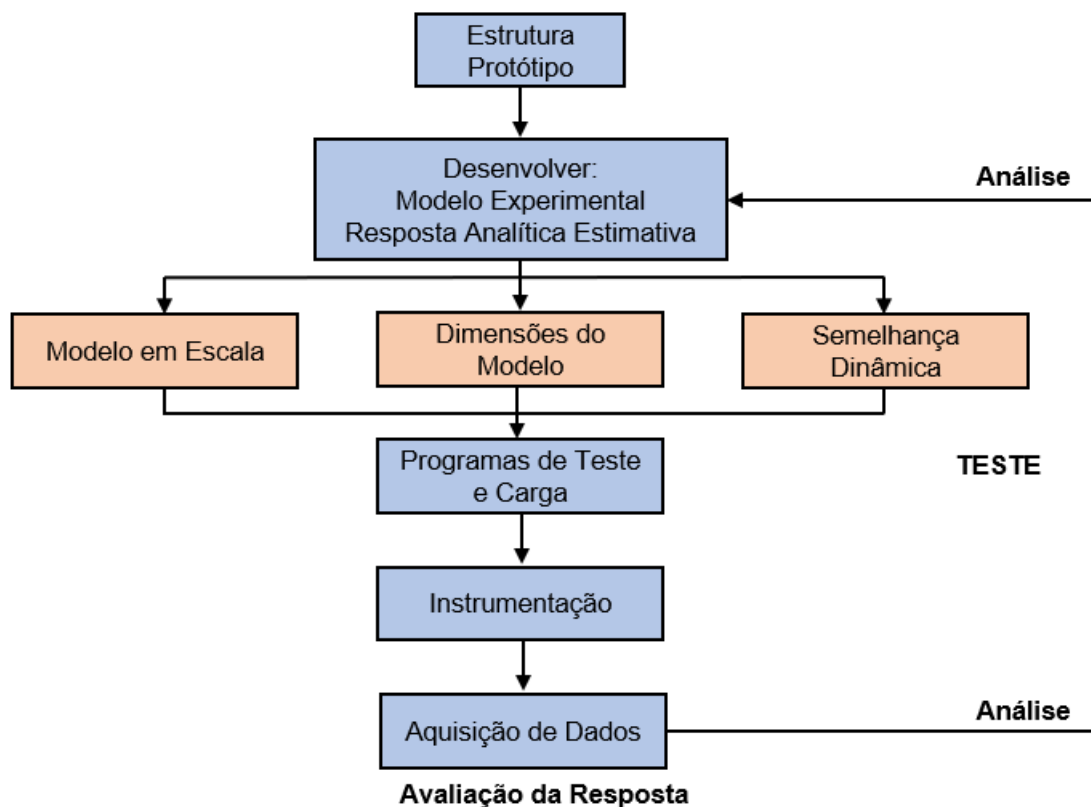 Estrutura
Protótipo
Desenvolver:
Modelo Experimental
Resposta Analítica Estimativa
Análise
Modelo em Escala
Dimensões do
Modelo
Semelhança
Dinâmica
Programas de Teste
e Carga
TESTE
Instrumentação
Aquisição de Dados
Análise
Avaliação da Resposta